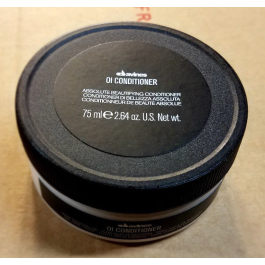 davines
OI CONDITIONER
ABSOLUTE BEAUTIFYING CONDITIONER
CONDITIONER DI BELLEZZA ASSOLUTA
CONDITIONNEUR DE BEAUTÉ ABSOLUE
75 ml ℮ 2.64 oz. U.S. Net wt.
OI CONDITIONER